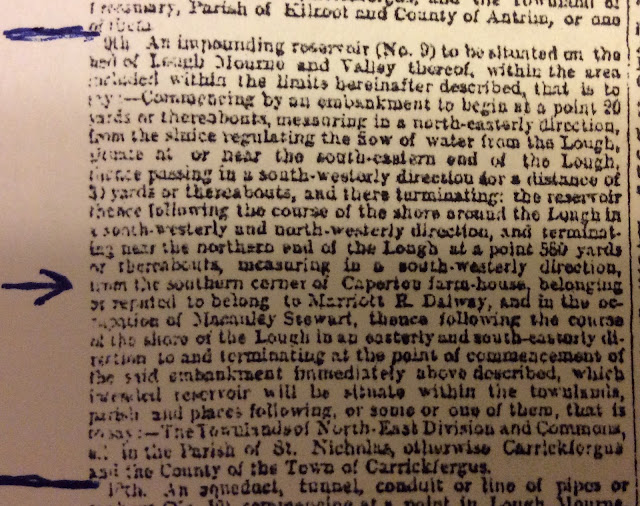 Parish of Kilroot and County of Antrim, or one
of them
9th. An impounding reservoir (No. 9) to be situated on the
bed of Lough Mourne and Valley thereof, within the area
included within the limits hereinafter described, that is to
say:—Commencing by an embankment to begin at a point 20
yards or thereabouts, measuring in a north-easterly direction,
from the sluice regulating the flow of water from the Lough,
situate at or near the south-eastern end of the Lough,
thence passing in a south-westerly direction for a distance of
yards or thereabouts, and there terminating; the reservoir
thence following the course of the shore around the Lough in
a south-westerly and north-westerly direction, and terminat-
ing near the northern end of the Lough at a point 580 yards
or thereabouts, measuring in a south-westerly direction,
from the southern corner of Caperton farm-house, belonging
or reputed to belong to Marriott R. Dalway, and in the oc-
cupation of Macauley Stewart, thence following the course
of the shore of the Lough in an easterly and south-easterly di-
rection to and terminating at the point of commencement of
the said embankment immediately above described, which
intended reservoir will be situate within the townlands,
parish and places following, or some or one of them, that is
to say:—The Townlands of North-East Division and Commons,
all in the Parish of St. Nicholas, otherwise Carrickfergus
and the County of the Town of Carrickfergus.
10th. An aqueduct, tunnel, conduit or line of pipes or
commencing at a point in Lough Mourne